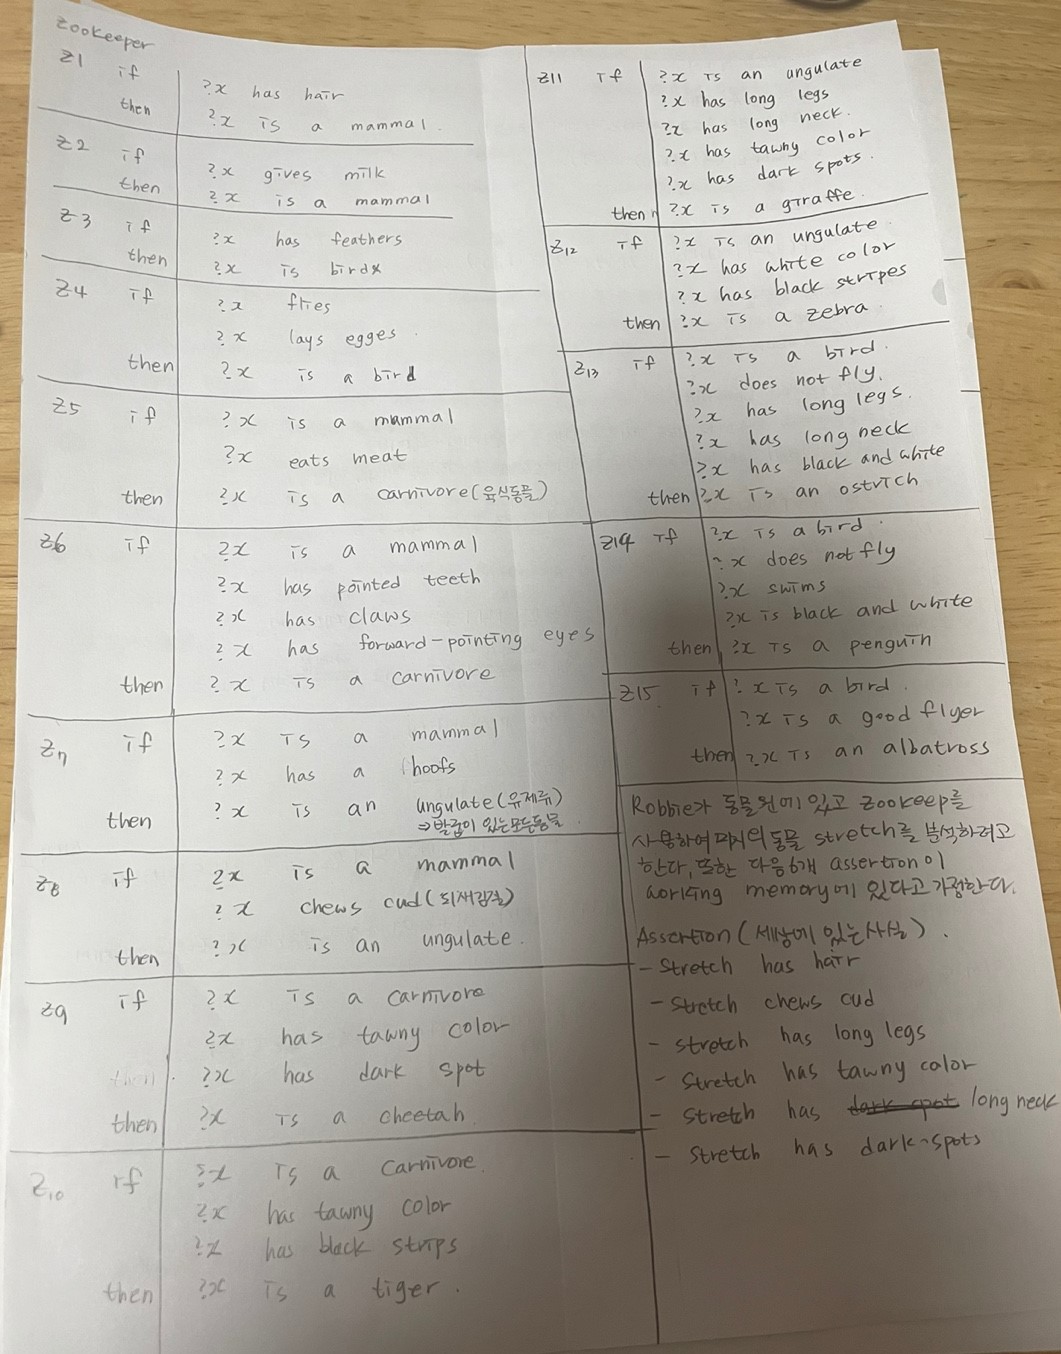 zookeeper
Z1 if ?x has hair
then ?x is a mammal.
Z2 if ?x gives milk
then ?x is a mammal
Z3 if ?x has feathers
then ?x is bird
Z4 if ?x flies
?x lays egges.
then ?x is a bird
Z5 if ?x is a mammal
?x eats meat
then ?x is a carnivore(육식동물)
Z6 if ?x is a mammal
?x has pointed teeth
?x has claws
?x has forward-pointing eyes
then ?x is a carnivore
Z7 if ?x is a mammal
?x has a hoofs
then ?x is an ungulate(유제류)
⇒발굽이 있는모든동물
Z8 if ?x is a mammal
?x chews cud(되새김질)
then ?x is an ungulate.
Z9 if ?x is a carnivore
?x has tawny color
then ?x has dark spot
then ?x is a cheetah
Z10 if ?x is a carnivore.
?x has tawny color
?x has black strips
then ?x is a tiger.
Z11 if ?x is an ungulate
?x has long legs
?x has long neck.
?x has tawny color
?x has dark spots.
then ?x is a giraffe.
Z12 if ?x is an ungulate.
?x has white color
?x has black stripes
then ?x is a zebra.
Z13 if ?x is a bird.
?x does not fly.
?x has long legs.
?x has long neck
?x has black and white
then ?x is an ostrich
Z14 if ?x is a bird.
?x does not fly
?x swims
?x is black and white
then ?x is a penguin
Z15 if ?x is a bird.
?x is a good flyer
then ?x is an albatross
Robbie가 동물원에 있고 zookeep를
사용하여 동물 stretch를 분석하려고
한다, 또한 다음 6개 assertion이
working memory에 있다고 가정한다.
Assertion(세상에 있는사실).
- Stretch has hair
- Stretch chews cud
- stretch has long legs
- Stretch has tawny calor
- Stretch has dark spot long neck
- Stretch has dark-spots